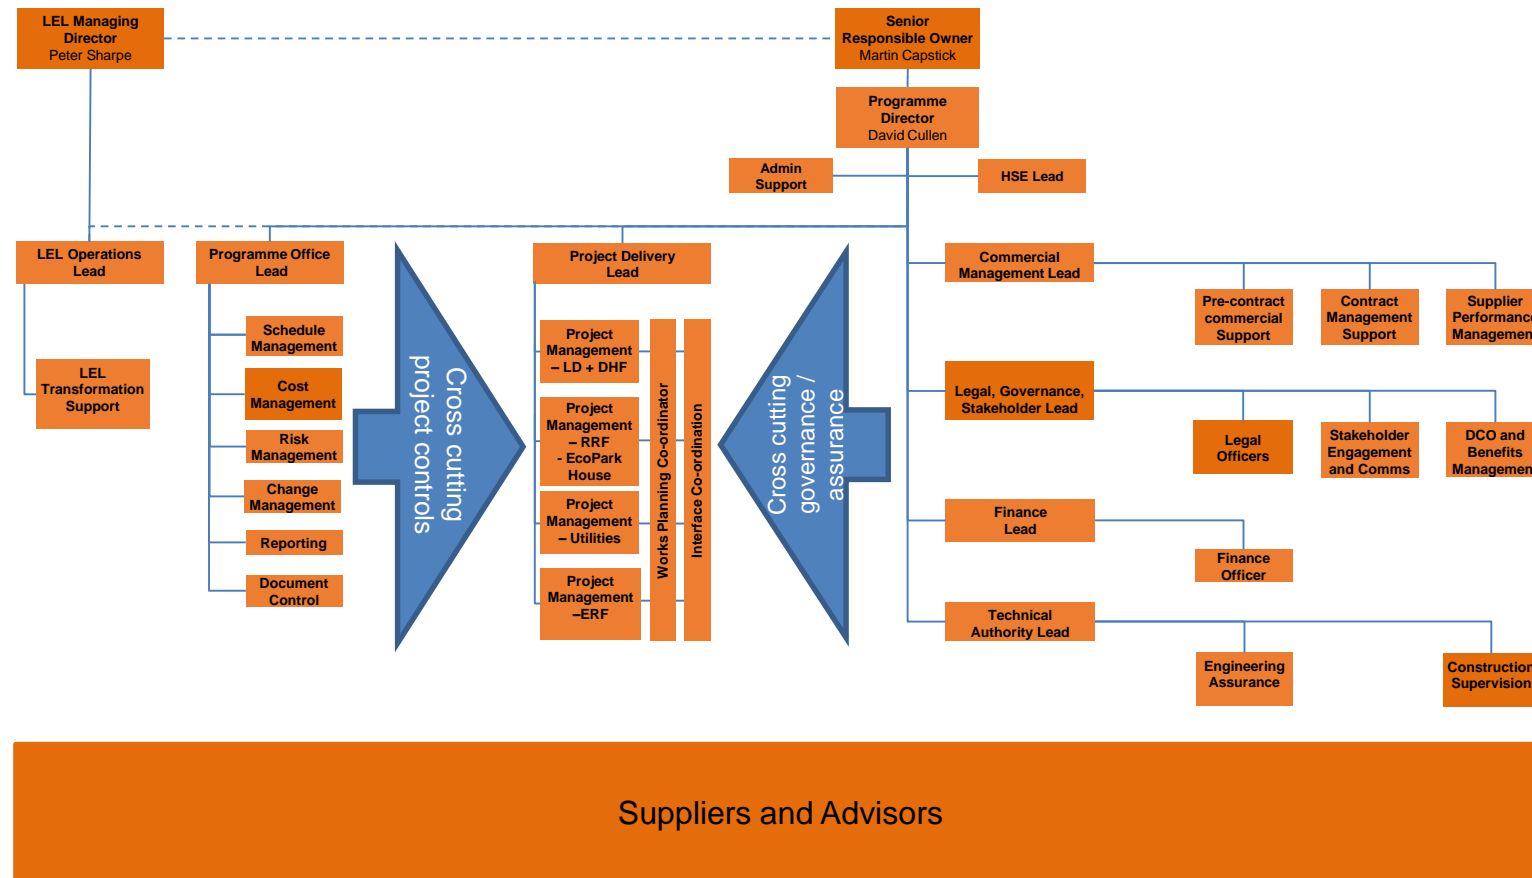 LEL Managing
Director
Peter Sharpe
Senior
Responsible Owner
Martin Capstick
Programme
Director
David Cullen
Admin
Support
HSE Lead
LEL Operations
Lead
Programme Office
Lead
Project Delivery
Lead
Commercial
Management Lead
LEL
Transformation
Support
Schedule
Management
Cost
Management
Risk
Management
Change
Management
Reporting
Document
Control
Cross cutting
project controls
Project
Management
– LD + DHF
Project
Management
– RRF
- EcoPark
House
Project
Management
– Utilities
Project
Management
–ERF
Works Planning Co-ordinator
Interface Co-ordination
Cross cutting
governance /
assurance
Pre-contract
commercial
Support
Contract
Management
Support
Supplier
Performance
Managemen
Legal, Governance,
Stakeholder Lead
Legal
Officers
Stakeholder
Engagement
and Comms
DCO and
Benefits
Managemen
Finance
Lead
Finance
Officer
Technical
Authority Lead
Engineering
Assurance
Construction
Supervision
Suppliers and Advisors